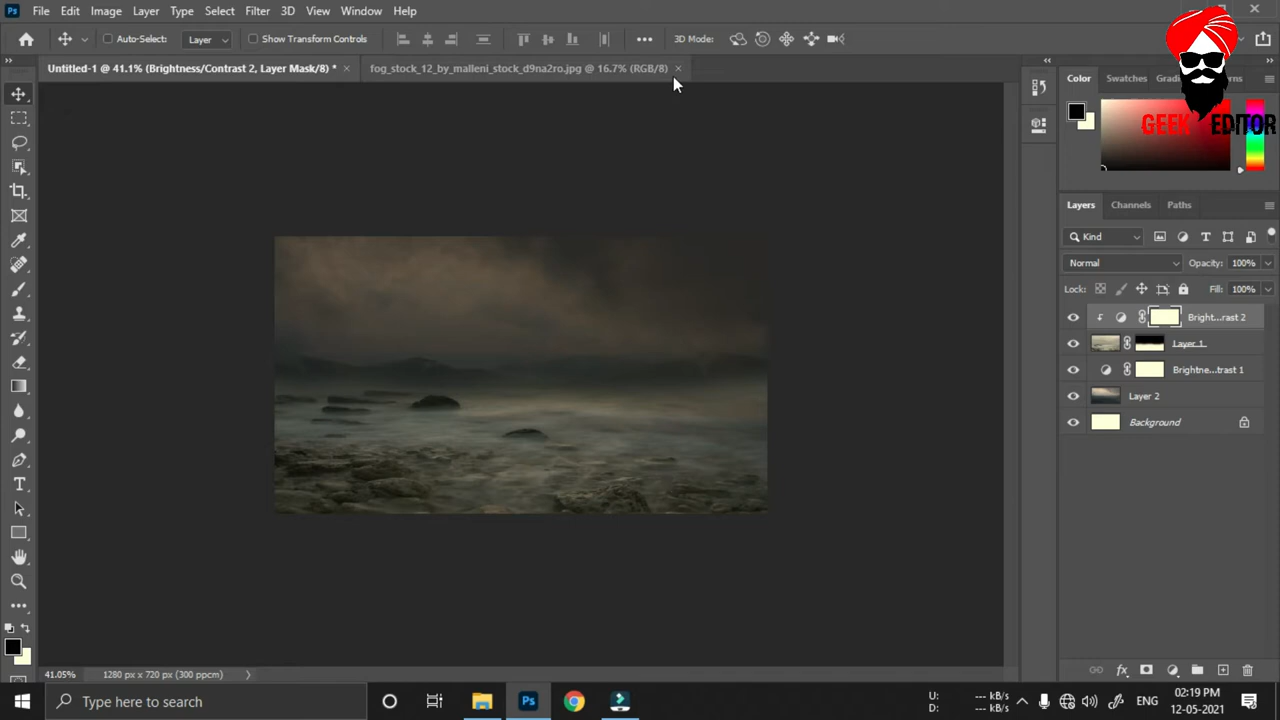 Ps File Edit Image Layer Type Select Filter 3D View Window Help
Auto-Select: Layer Show Transform Controls 3D Mode:
Untitled-1 @ 41.1% (Brightness/Contrast 2, Layer Mask/8) *
fog_stock_12_by_malleni_stock_d9na2ro.jpg @ 16.7% (RGB/8)
Color Swatches
GEEK EDITOR
Layers Channels Paths
Kind
Normal Opacity: 100%
Lock: Fill: 100%
Bright...rast 2
Layer 1
Brightne...trast 1
Layer 2
Background
41.05% 1280 px x 720 px (300 ppcm)
Type here to search
Ps
U: --- kB/s
D: --- kB/s
ENG
02:19 PM
12-05-2021